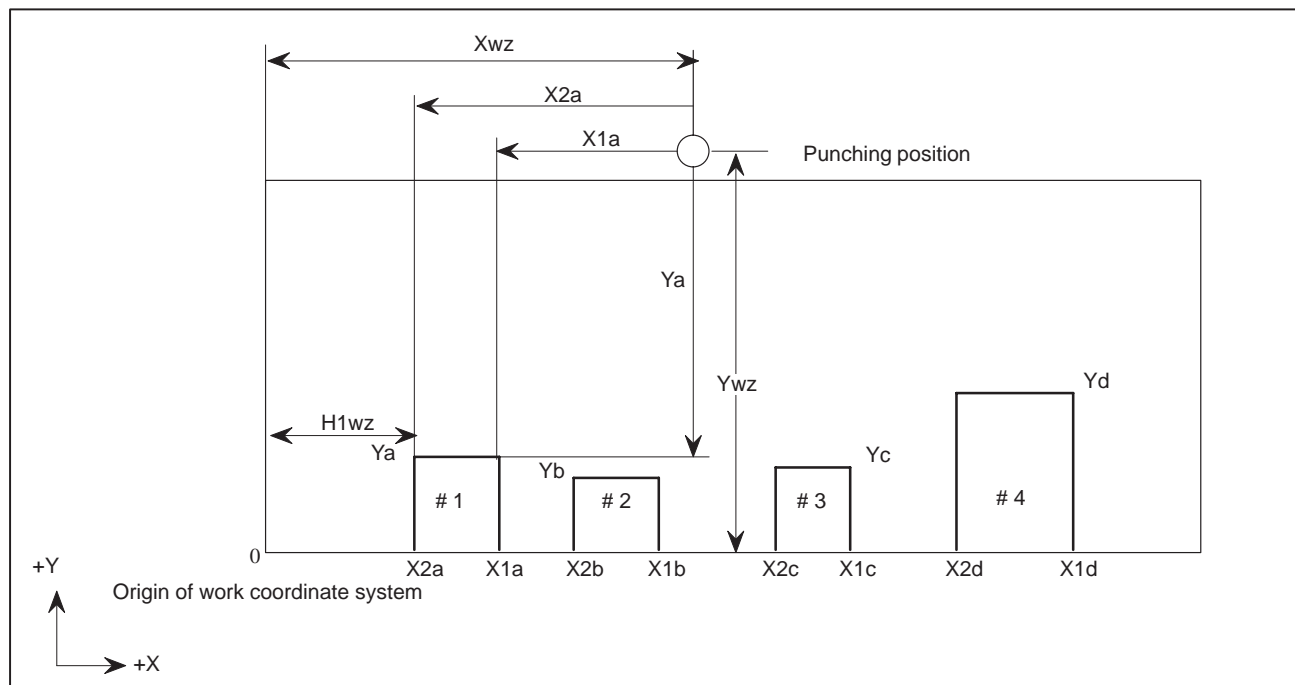 Xwz
X2a
X1a
Punching position
Ya
Ywz
Yd
H1wz
Ya
Yb
Yc
# 1
# 2
# 3
# 4
0
X2a
X1a
X2b
X1b
X2c
X1c
X2d
X1d
+Y
Origin of work coordinate system
+X